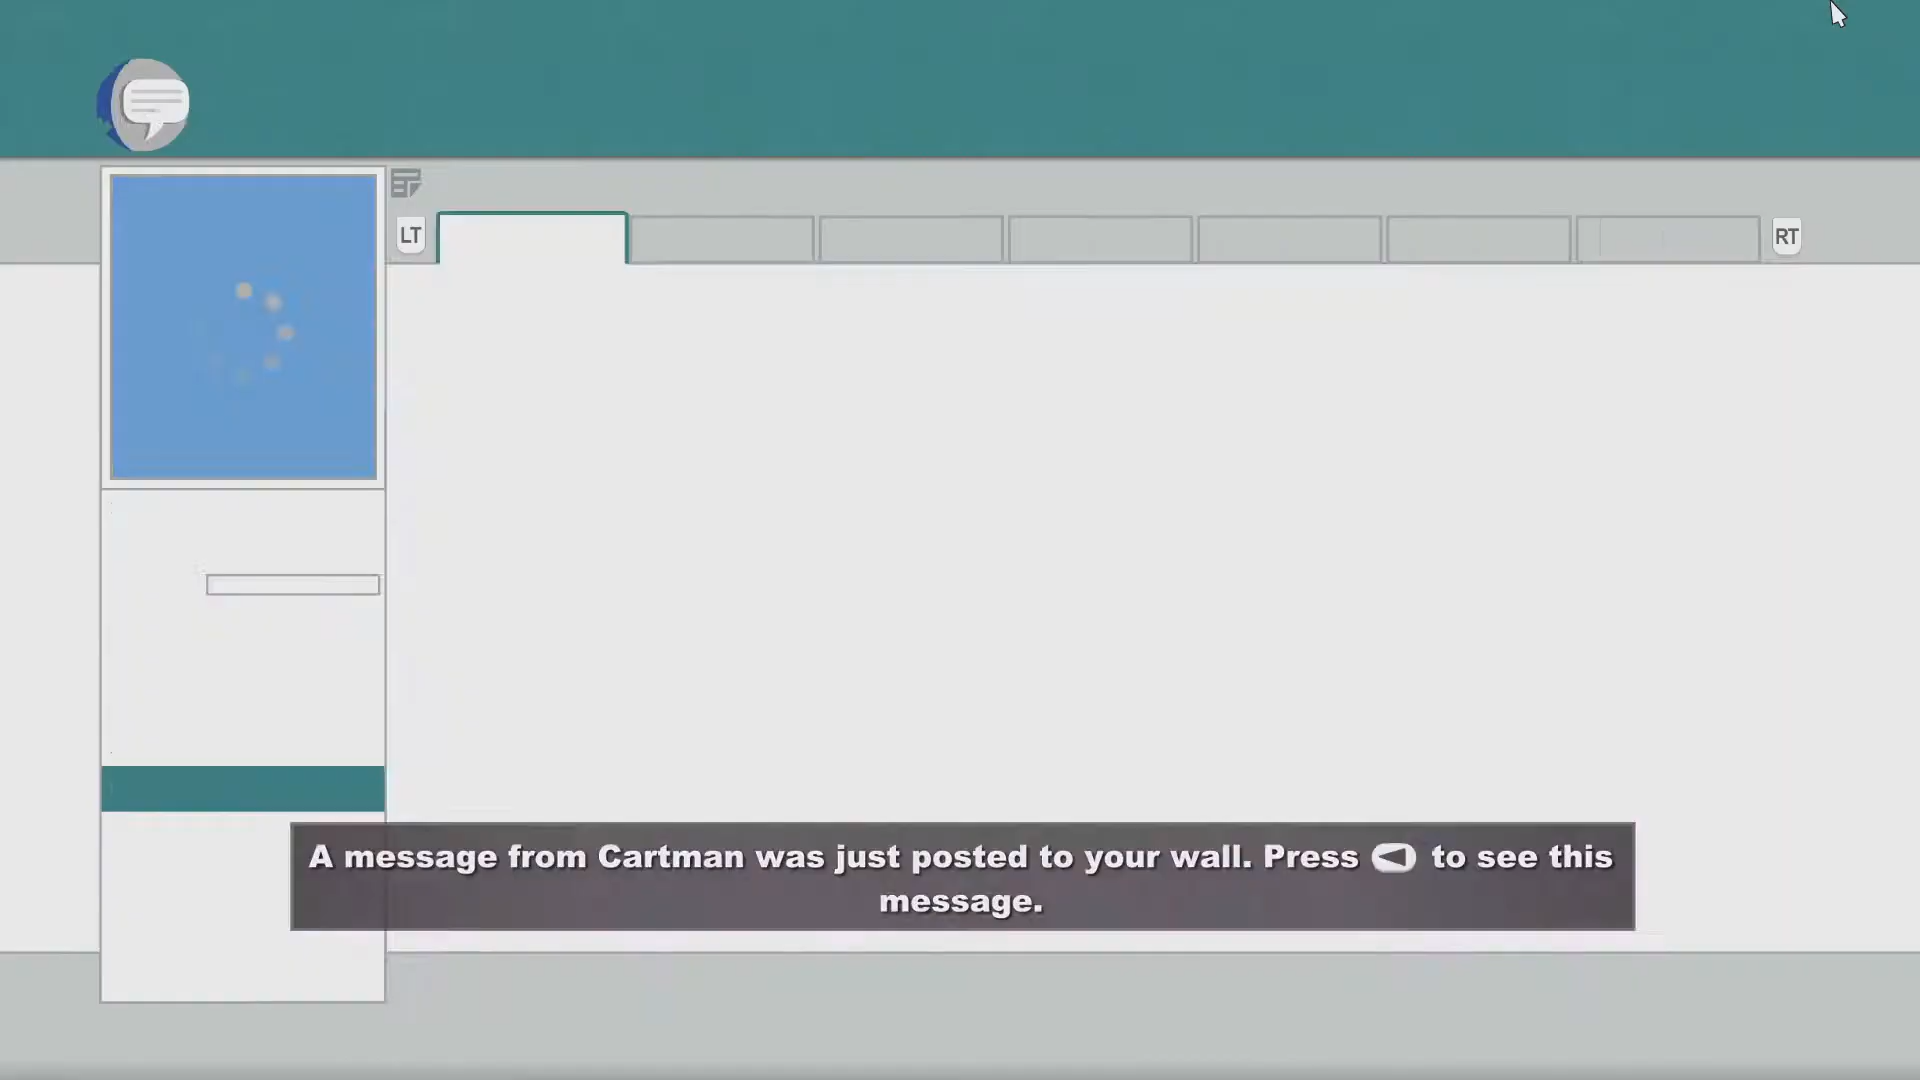 LT
RT
A message from Cartman was just posted to your wall. Press to see this
message.